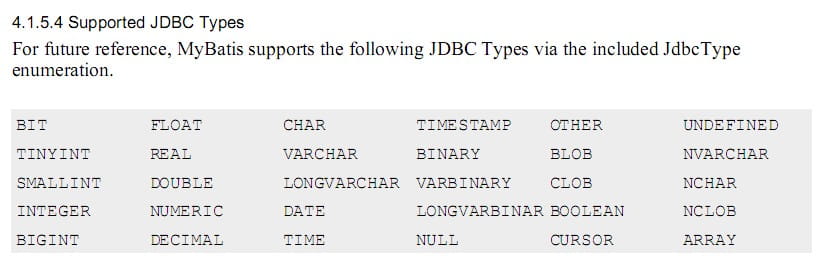 4.1.5.4 Supported JDBC Types
For future reference, MyBatis supports the following JDBC Types via the included JdbcType
enumeration.
BIT FLOAT CHAR TIMESTAMP OTHER UNDEFINED
TINYINT REAL VARCHAR BINARY BLOB NVARCHAR
SMALLINT DOUBLE LONGVARCHAR VARBINARY CLOB NCHAR
INTEGER NUMERIC DATE LONGVARBINAR BOOLEAN NCLOB
BIGINT DECIMAL TIME NULL CURSOR ARRAY